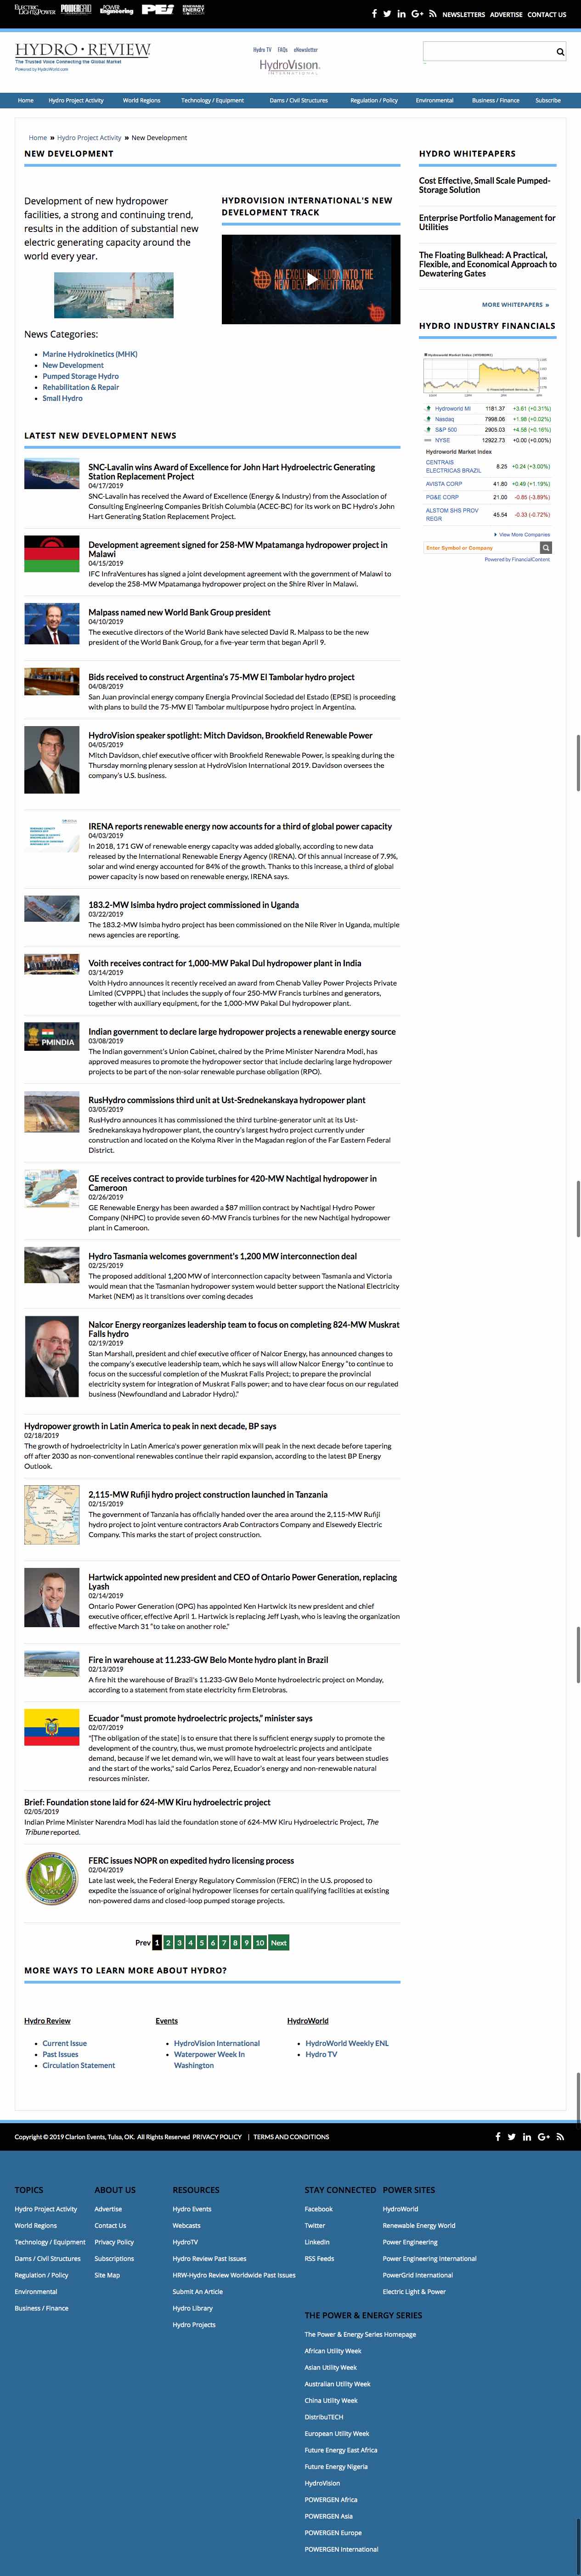 ELECTRIC LIGHT&POWER POWERGRID INTERNATIONAL Power Engineering PEi RENEWABLE ENERGY WORLD
NEWSLETTERS ADVERTISE CONTACT US
HYDRO • REVIEW
The Trusted Voice Connecting the Global Market
Powered by HydroWorld.com
Hydro TV FAQs eNewsletter
HydroVision
INTERNATIONAL
Home Hydro Project Activity World Regions Technology / Equipment Dams / Civil Structures Regulation / Policy Environmental Business / Finance Subscribe
Home » Hydro Project Activity » New Development
NEW DEVELOPMENT
Development of new hydropower
facilities, a strong and continuing trend,
results in the addition of substantial new
electric generating capacity around the
world every year.
News Categories:
Marine Hydrokinetics (MHK)
New Development
Pumped Storage Hydro
Rehabilitation & Repair
Small Hydro
HYDROVISION INTERNATIONAL'S NEW
DEVELOPMENT TRACK
AN EXCLUSIVE LOOK INTO THE
NEW DEVELOPMENT TRACK
LATEST NEW DEVELOPMENT NEWS
SNC-Lavalin wins Award of Excellence for John Hart Hydroelectric Generating
Station Replacement Project
04/17/2019
SNC-Lavalin has received the Award of Excellence (Energy & Industry) from the Association of
Consulting Engineering Companies British Columbia (ACEC-BC) for its work on BC Hydro's John
Hart Generating Station Replacement Project.
Development agreement signed for 258-MW Mpatamanga hydropower project in
Malawi
04/15/2019
IFC InfraVentures has signed a joint development agreement with the government of Malawi to
develop the 258-MW Mpatamanga hydropower project on the Shire River in Malawi.
Malpass named new World Bank Group president
04/10/2019
The executive directors of the World Bank have selected David R. Malpass to be the new
president of the World Bank Group, for a five-year term that began April 9.
Bids received to construct Argentina's 75-MW El Tambolar hydro project
04/08/2019
San Juan provincial energy company Energia Provincial Sociedad del Estado (EPSE) is proceeding
with plans to build the 75-MW El Tambolar multipurpose hydro project in Argentina.
HydroVision speaker spotlight: Mitch Davidson, Brookfield Renewable Power
04/05/2019
Mitch Davidson, chief executive officer with Brookfield Renewable Power, is speaking during the
Thursday morning plenary session at HydroVision International 2019. Davidson oversees the
company's U.S. business.
IRENA reports renewable energy now accounts for a third of global power capacity
04/03/2019
In 2018, 171 GW of renewable energy capacity was added globally, according to new data
released by the International Renewable Energy Agency (IRENA). Of this annual increase of 7.9%,
solar and wind energy accounted for 84% of the growth. Thanks to this increase, a third of global
power capacity is now based on renewable energy, IRENA says.
183.2-MW Isimba hydro project commissioned in Uganda
03/22/2019
The 183.2-MW Isimba hydro project has been commissioned on the Nile River in Uganda, multiple
news agencies are reporting.
Voith receives contract for 1,000-MW Pakal Dul hydropower plant in India
03/14/2019
Voith Hydro announces it recently received an award from Chenab Valley Power Projects Private
Limited (CVPPPL) that includes the supply of four 250-MW Francis turbines and generators,
together with auxiliary equipment, for the 1,000-MW Pakal Dul hydropower plant.
PMINDIA
Indian government to declare large hydropower projects a renewable energy source
03/08/2019
The Indian government's Union Cabinet, chaired by the Prime Minister Narendra Modi, has
approved measures to promote the hydropower sector that include declaring large hydropower
projects to be part of the non-solar renewable purchase obligation (RPO).
RusHydro commissions third unit at Ust-Srednekanskaya hydropower plant
03/05/2019
RusHydro announces it has commissioned the third turbine-generator unit at its Ust-
Srednekanskaya hydropower plant, the country's largest hydro project currently under
construction and located on the Kolyma River in the Magadan region of the Far Eastern Federal
District.
GE receives contract to provide turbines for 420-MW Nachtigal hydropower in
Cameroon
02/26/2019
GE Renewable Energy has been awarded a $87 million contract by Nachtigal Hydro Power
Company (NHPC) to provide seven 60-MW Francis turbines for the new Nachtigal hydropower
plant in Cameroon.
Hydro Tasmania welcomes government's 1,200 MW interconnection deal
02/25/2019
The proposed additional 1,200 MW of interconnection capacity between Tasmania and Victoria
would mean that the Tasmanian hydropower system would better support the National Electricity
Market (NEM) as it transitions over coming decades
Nalcor Energy reorganizes leadership team to focus on completing 824-MW Muskrat
Falls hydro
02/19/2019
Stan Marshall, president and chief executive officer of Nalcor Energy, has announced changes to
the company's executive leadership team, which he says will allow Nalcor Energy "to continue to
focus on the successful completion of the Muskrat Falls Project; to prepare the provincial
electricity system for integration of Muskrat Falls power; and to have clear focus on our regulated
business (Newfoundland and Labrador Hydro)."
Hydropower growth in Latin America to peak in next decade, BP says
02/18/2019
The growth of hydroelectricity in Latin America's power generation mix will peak in the next decade before tapering
off after 2030 as non-conventional renewables continue their rapid expansion, according to the latest BP Energy
Outlook.
2,115-MW Rufiji hydro project construction launched in Tanzania
02/15/2019
The government of Tanzania has officially handed over the area around the 2,115-MW Rufiji
hydro project to joint venture contractors Arab Contractors Company and Elsewedy Electric
Company. This marks the start of project construction.
Hartwick appointed new president and CEO of Ontario Power Generation, replacing
Lyash
02/14/2019
Ontario Power Generation (OPG) has appointed Ken Hartwick its new president and chief
executive officer, effective April 1. Hartwick is replacing Jeff Lyash, who is leaving the organization
effective March 31 "to take on another role."
Fire in warehouse at 11.233-GW Belo Monte hydro plant in Brazil
02/13/2019
A fire hit the warehouse of Brazil's 11.233-GW Belo Monte hydroelectric project on Monday,
according to a statement from state electricity firm Eletrobras.
Ecuador "must promote hydroelectric projects," minister says
02/07/2019
"[The obligation of the state] is to ensure that there is sufficient energy supply to promote the
development of the country, thus, we must promote hydroelectric projects and anticipate
demand, because if we let demand win, we will have to wait at least four years between studies
and the start of the works," said Carlos Perez, Ecuador's energy and non-renewable natural
resources minister.
Brief: Foundation stone laid for 624-MW Kiru hydroelectric project
02/05/2019
Indian Prime Minister Narendra Modi has laid the foundation stone of 624-MW Kiru Hydroelectric Project, The
Tribune reported.
FERC issues NOPR on expedited hydro licensing process
02/04/2019
Late last week, the Federal Energy Regulatory Commission (FERC) in the U.S. proposed to
expedite the issuance of original hydropower licenses for certain qualifying facilities at existing
non-powered dams and closed-loop pumped storage projects.
Prev 1 2 3 4 5 6 7 8 9 10 Next
MORE WAYS TO LEARN MORE ABOUT HYDRO?
Hydro Review
Current Issue
Past Issues
Circulation Statement
Events
HydroVision International
Waterpower Week In
Washington
HydroWorld
HydroWorld Weekly ENL
Hydro TV
HYDRO WHITEPAPERS
Cost Effective, Small Scale Pumped-
Storage Solution
Enterprise Portfolio Management for
Utilities
The Floating Bulkhead: A Practical,
Flexible, and Economical Approach to
Dewatering Gates
MORE WHITEPAPERS »
HYDRO INDUSTRY FINANCIALS
Hydroworld MI 1181.37 +3.61 (+0.31%)
Nasdaq 7998.06 +1.98 (+0.02%)
S&P 500 2905.03 +4.58 (+0.16%)
NYSE 12922.73 +0.00 (+0.00%)
Hydroworld Market Index
CENTRAIS
ELECTRICAS BRAZIL 8.25 +0.24 (+3.00%)
AVISTA CORP 41.80 +0.49 (+1.19%)
PG&E CORP 21.00 -0.85 (-3.89%)
ALSTOM SHS PROV
REGR 45.54 -0.33 (-0.72%)
View More Companies
Enter Symbol or Company
Powered by FinancialContent
Copyright © 2019 Clarion Events, Tulsa, OK. All Rights Reserved PRIVACY POLICY | TERMS AND CONDITIONS
TOPICS
Hydro Project Activity
World Regions
Technology / Equipment
Dams / Civil Structures
Regulation / Policy
Environmental
Business / Finance
ABOUT US
Advertise
Contact Us
Privacy Policy
Subscriptions
Site Map
RESOURCES
Hydro Events
Webcasts
HydroTV
Hydro Review Past Issues
HRW-Hydro Review Worldwide Past Issues
Submit An Article
Hydro Library
Hydro Projects
STAY CONNECTED
Facebook
Twitter
LinkedIn
RSS Feeds
POWER SITES
HydroWorld
Renewable Energy World
Power Engineering
Power Engineering International
PowerGrid International
Electric Light & Power
THE POWER & ENERGY SERIES
The Power & Energy Series Homepage
African Utility Week
Asian Utility Week
Australian Utility Week
China Utility Week
DistribuTECH
European Utility Week
Future Energy East Africa
Future Energy Nigeria
HydroVision
POWERGEN Africa
POWERGEN Asia
POWERGEN Europe
POWERGEN International